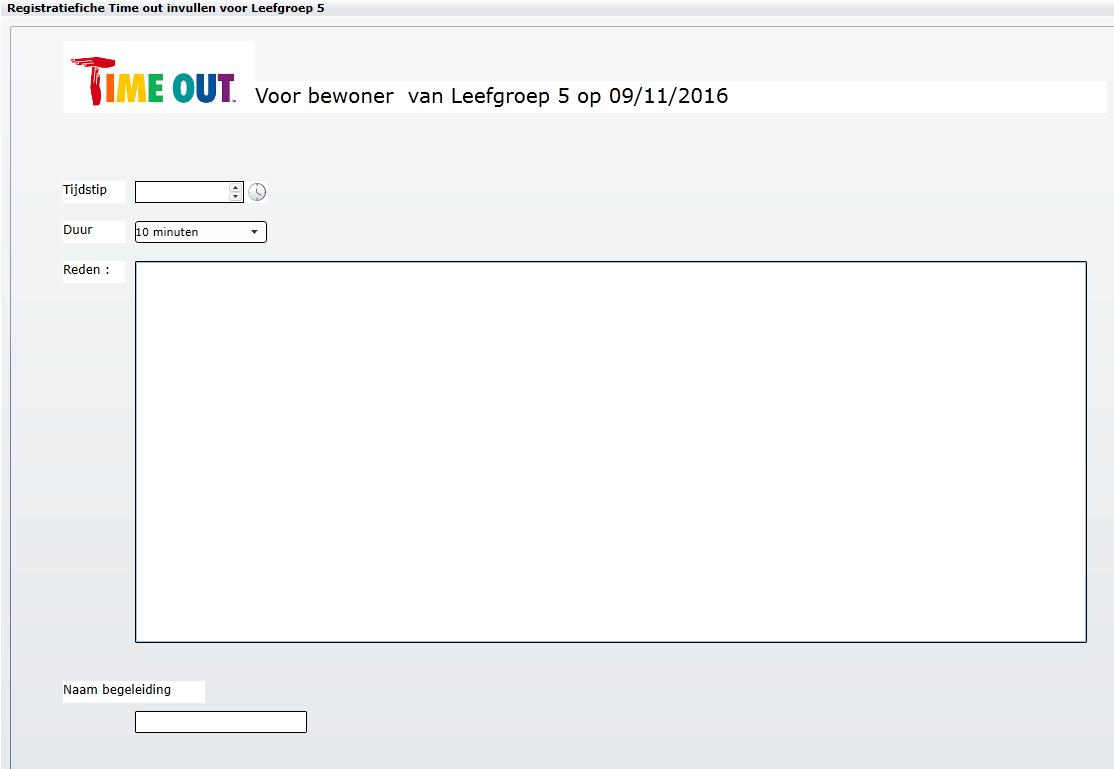 Registratiefiche Time out invullen voor Leefgroep 5
TIME OUT™
Voor bewoner van Leefgroep 5 op 09/11/2016
Tijdstip
Duur
10 minuten
Reden :
Naam begeleiding